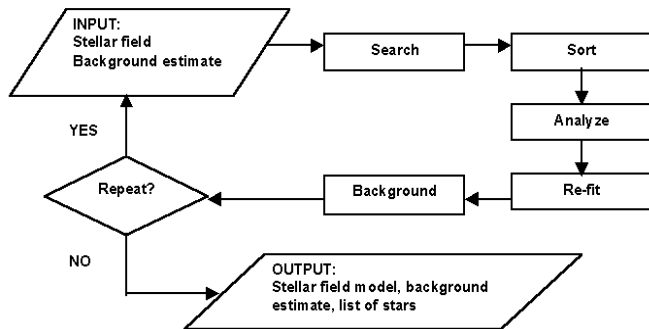 INPUT:
Stellar field
Background estimate
Search
Sort
Analyze
Re-fit
Background
Repeat?
YES
NO
OUTPUT:
Stellar field model, background
estimate, list of stars